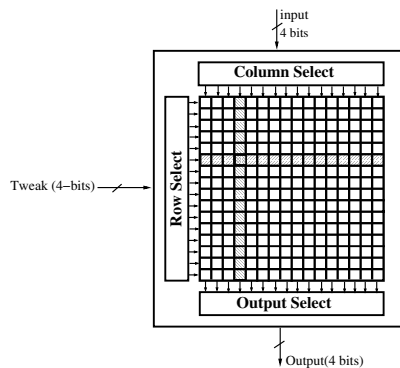 input
4 bits
Column Select
Row Select
Tweak (4−bits)
Output Select
Output(4 bits)